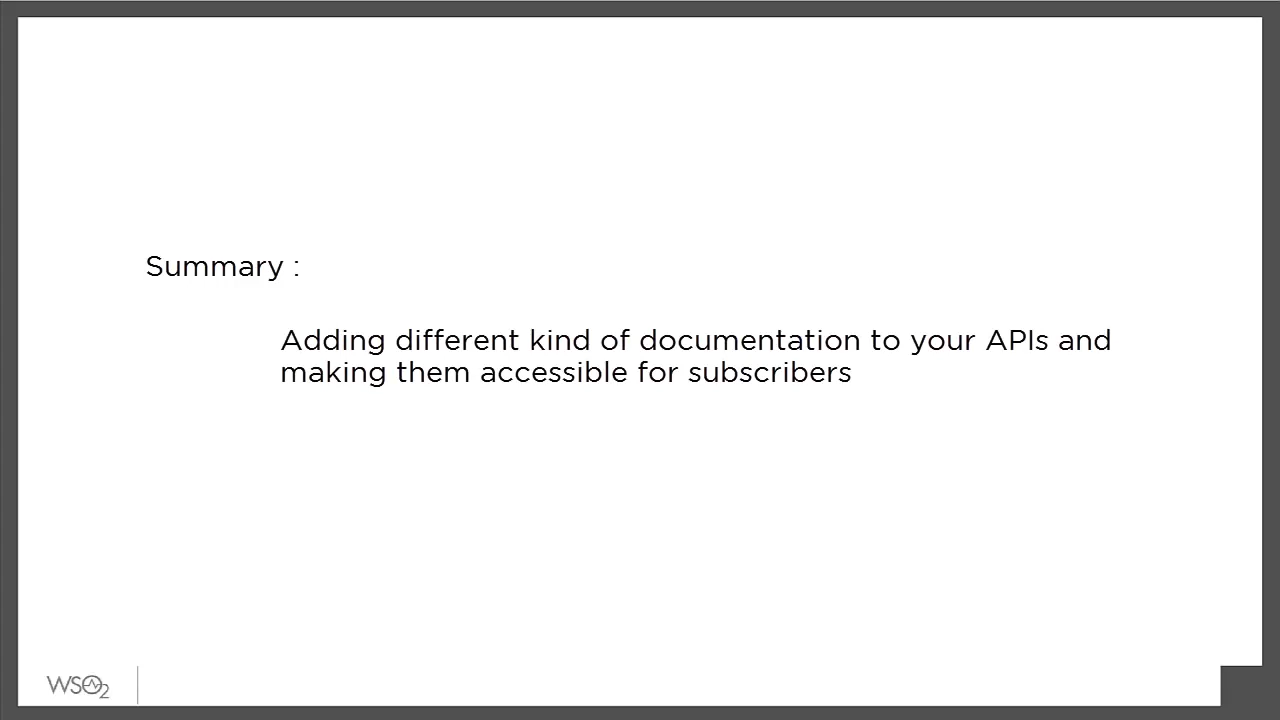 Summary :
Adding different kind of documentation to your APIs and
making them accessible for subscribers
WSO2